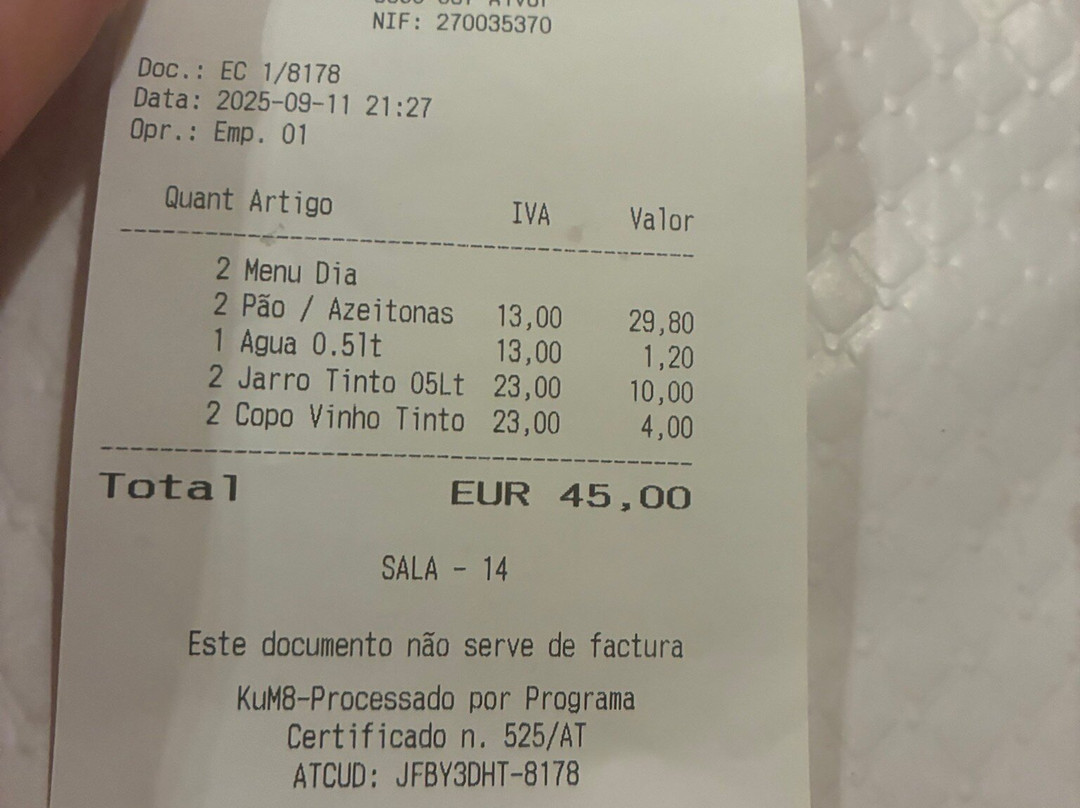 NIF: 270035370
Doc.: EC 1/8178
Data: 2025-09-11 21:27
Opr.: Emp. 01
Quant Artigo IVA Valor
2 Menu Dia
2 Pão / Azeitonas 13,00 29,80
1 Agua 0.5lt 13,00 1,20
2 Jarro Tinto 05Lt 23,00 10,00
2 Copo Vinho Tinto 23,00 4,00
Total EUR 45,00
SALA - 14
Este documento não serve de factura
KuM8-Processado por Programa
Certificado n. 525/AT
ATCUD: JFBY3DHT-8178